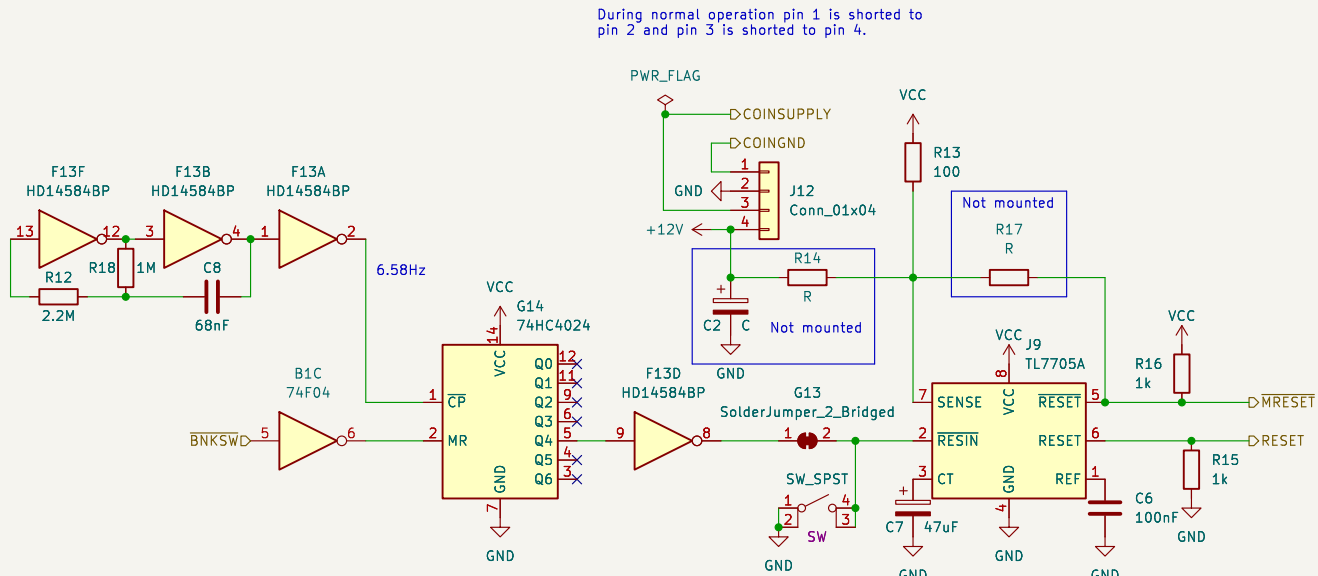 During normal operation pin 1 is shorted to
pin 2 and pin 3 is shorted to pin 4.
PWR_FLAG
COINSUPPLY
COINGND
1
2
3
4
GND
+12V
J12
Conn_01x04
VCC
R13
100
Not mounted
R17
R
R14
R
+
C2
C
Not mounted
GND
F13F
HD14584BP
13
12
F13B
HD14584BP
3
4
F13A
HD14584BP
1
2
R18
1M
R12
2.2M
C8
68nF
6.58Hz
VCC
G14
74HC4024
14
VCC
1
CP
2
MR
GND
7
GND
Q0
12
Q1
11
Q2
9
Q3
6
Q4
5
Q5
4
Q6
3
B1C
74F04
BNKSW
5
6
F13D
HD14584BP
9
8
G13
SolderJumper_2_Bridged
1
2
SW_SPST
1
2
4
3
SW
GND
VCC
J9
TL7705A
8
VCC
7
SENSE
2
RESIN
3
CT
GND
4
GND
RESET
5
RESET
6
REF
1
+
C7
47uF
GND
C6
100nF
GND
VCC
R16
1k
MRESET
RESET
R15
1k
GND